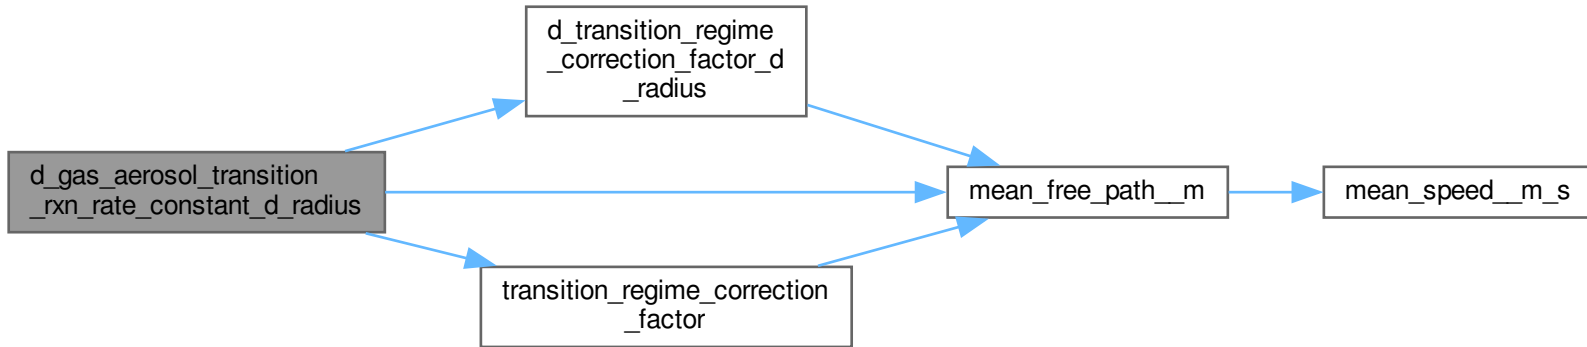 d_transition_regime
_correction_factor_d
_radius
d_gas_aerosol_transition
_rxn_rate_constant_d_radius
mean_free_path__m
mean_speed__m_s
transition_regime_correction
_factor